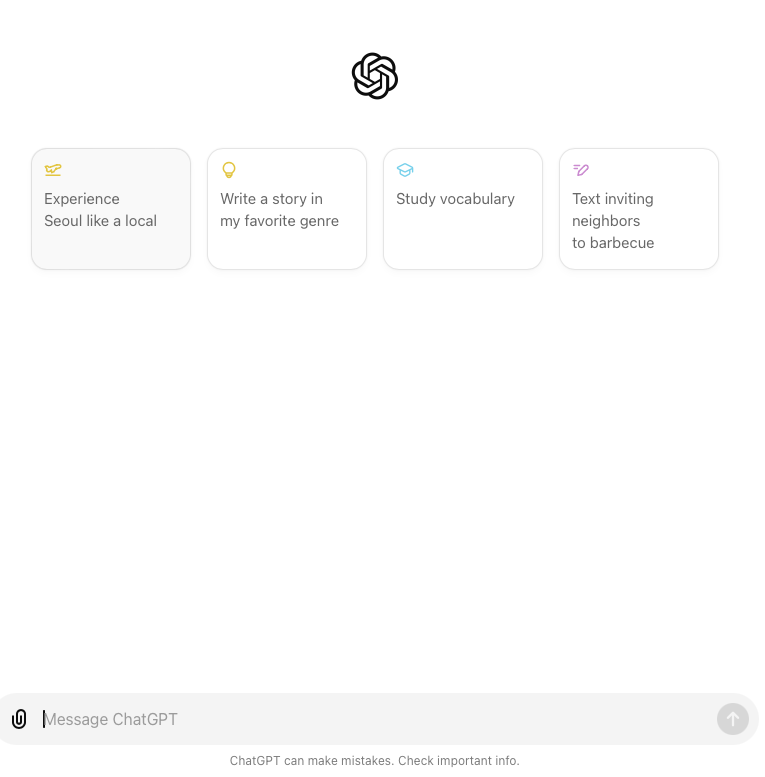 Experience
Seoul like a local
Write a story in
my favorite genre
Study vocabulary
Text inviting
neighbors
to barbecue
Message ChatGPT
ChatGPT can make mistakes. Check important info.